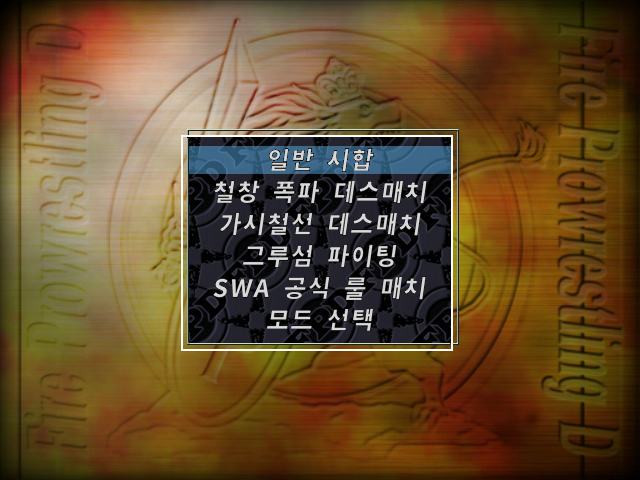 Fire Prowrestling D
일반 시합
철창 폭파 데스매치
가시철선 데스매치
그루섬 파이팅
SWA 공식 룰 매치
모드 선택
Fire Prowrestling D